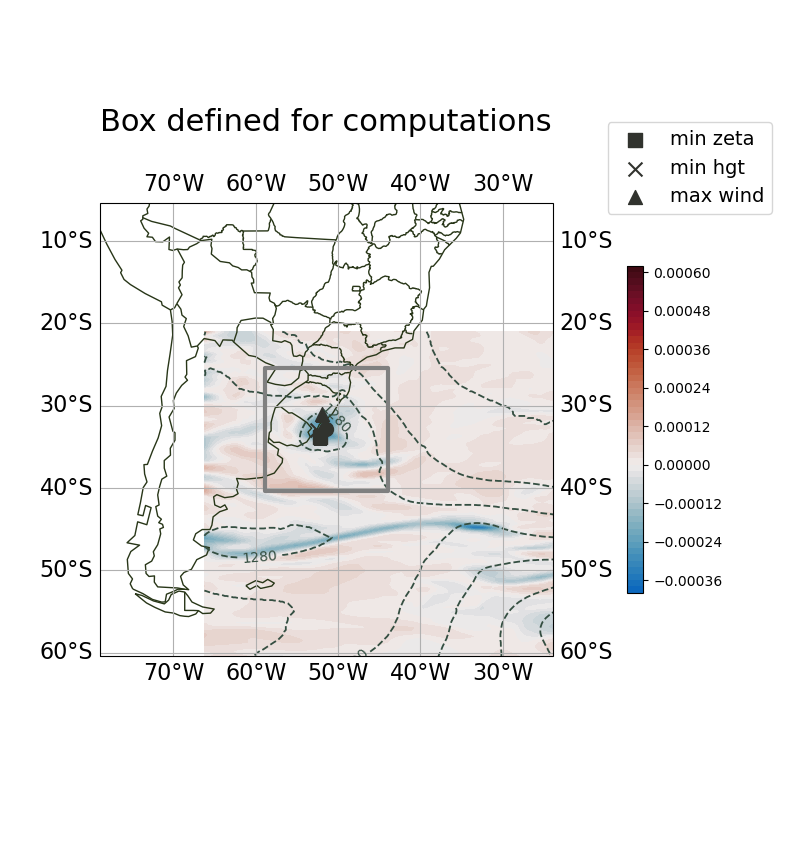 Box defined for computations
min zeta
min hgt
max wind
70°W 60°W 50°W 40°W 30°W
10°S 10°S
20°S 20°S
30°S 30°S
40°S 40°S
50°S 50°S
60°S 60°S
70°W 60°W 50°W 40°W 30°W
1280
1280
0.00060
0.00048
0.00036
0.00024
0.00012
0.00000
−0.00012
−0.00024
−0.00036